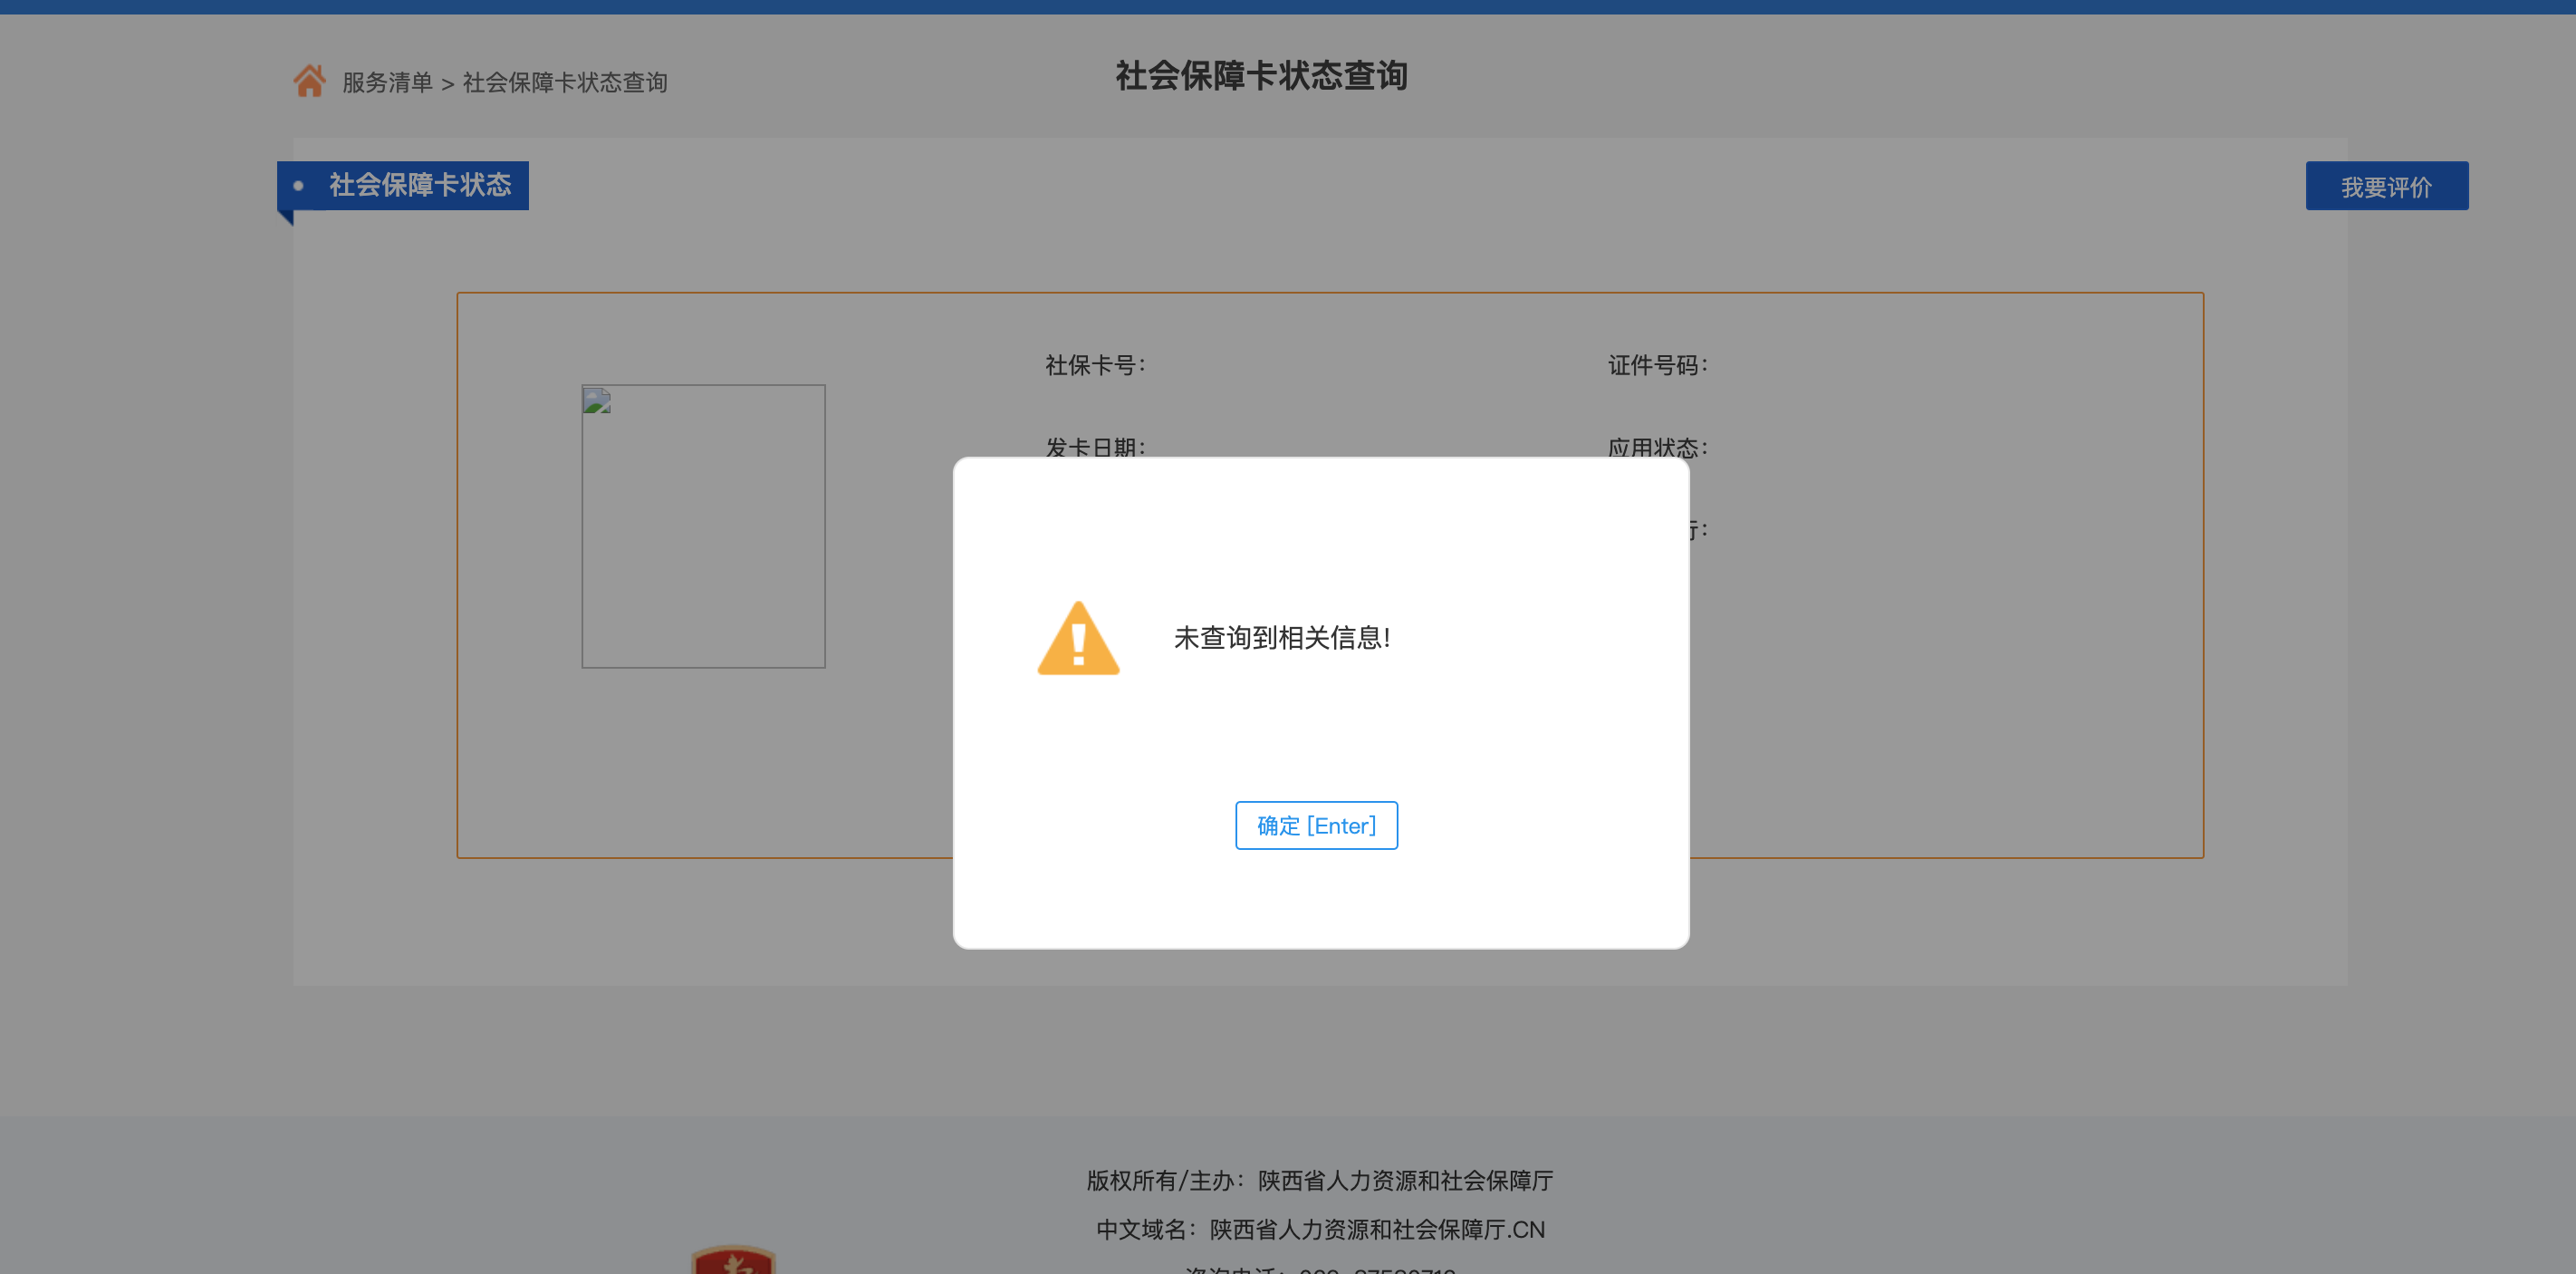 服务清单 > 社会保障卡状态查询
社会保障卡状态查询
社会保障卡状态
我要评价
社保卡号：
证件号码：
发卡日期：
应用状态：
未查询到相关信息!
确定 [Enter]
版权所有/主办：陕西省人力资源和社会保障厅
中文域名：陕西省人力资源和社会保障厅.CN